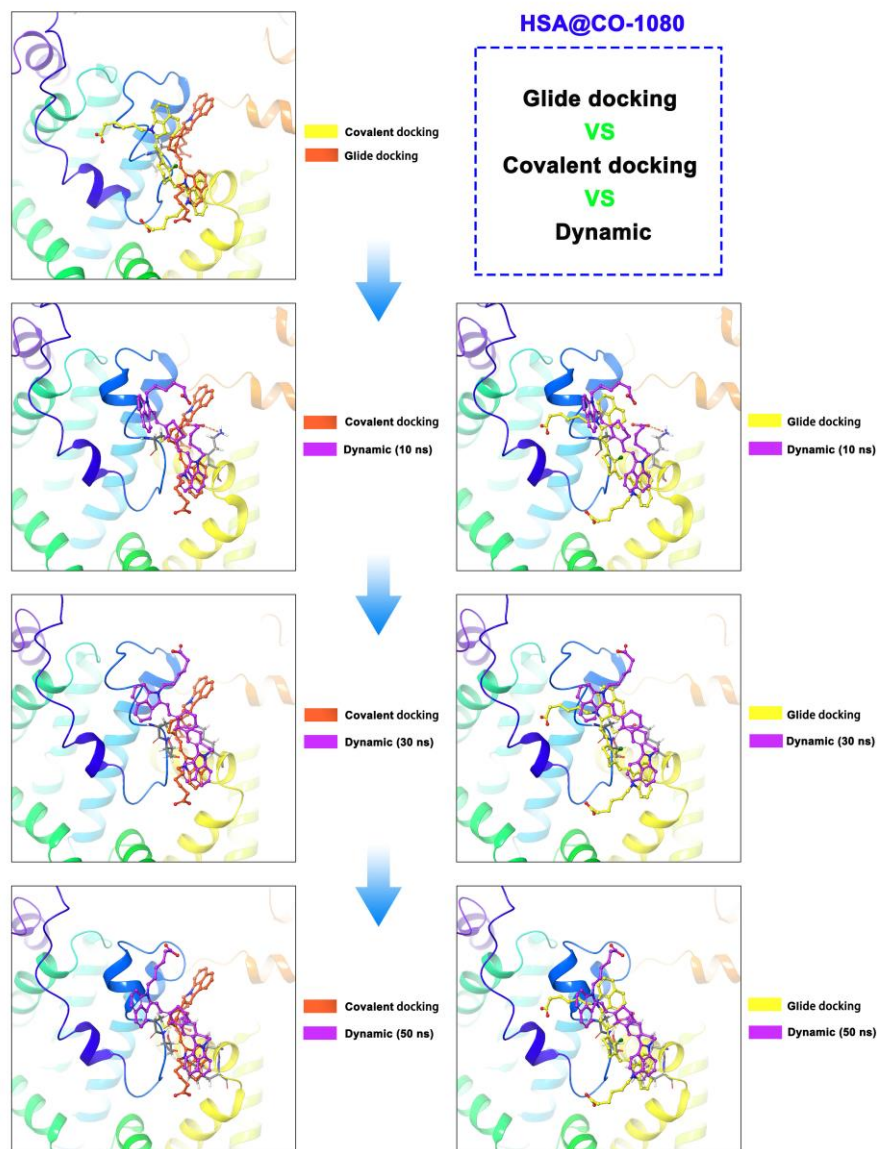 HSA@CO-1080
Glide docking
VS
Covalent docking
VS
Dynamic
Covalent docking
Glide docking
Covalent docking
Dynamic (10 ns)
Glide docking
Dynamic (10 ns)
Covalent docking
Dynamic (30 ns)
Glide docking
Dynamic (30 ns)
Covalent docking
Dynamic (50 ns)
Glide docking
Dynamic (50 ns)